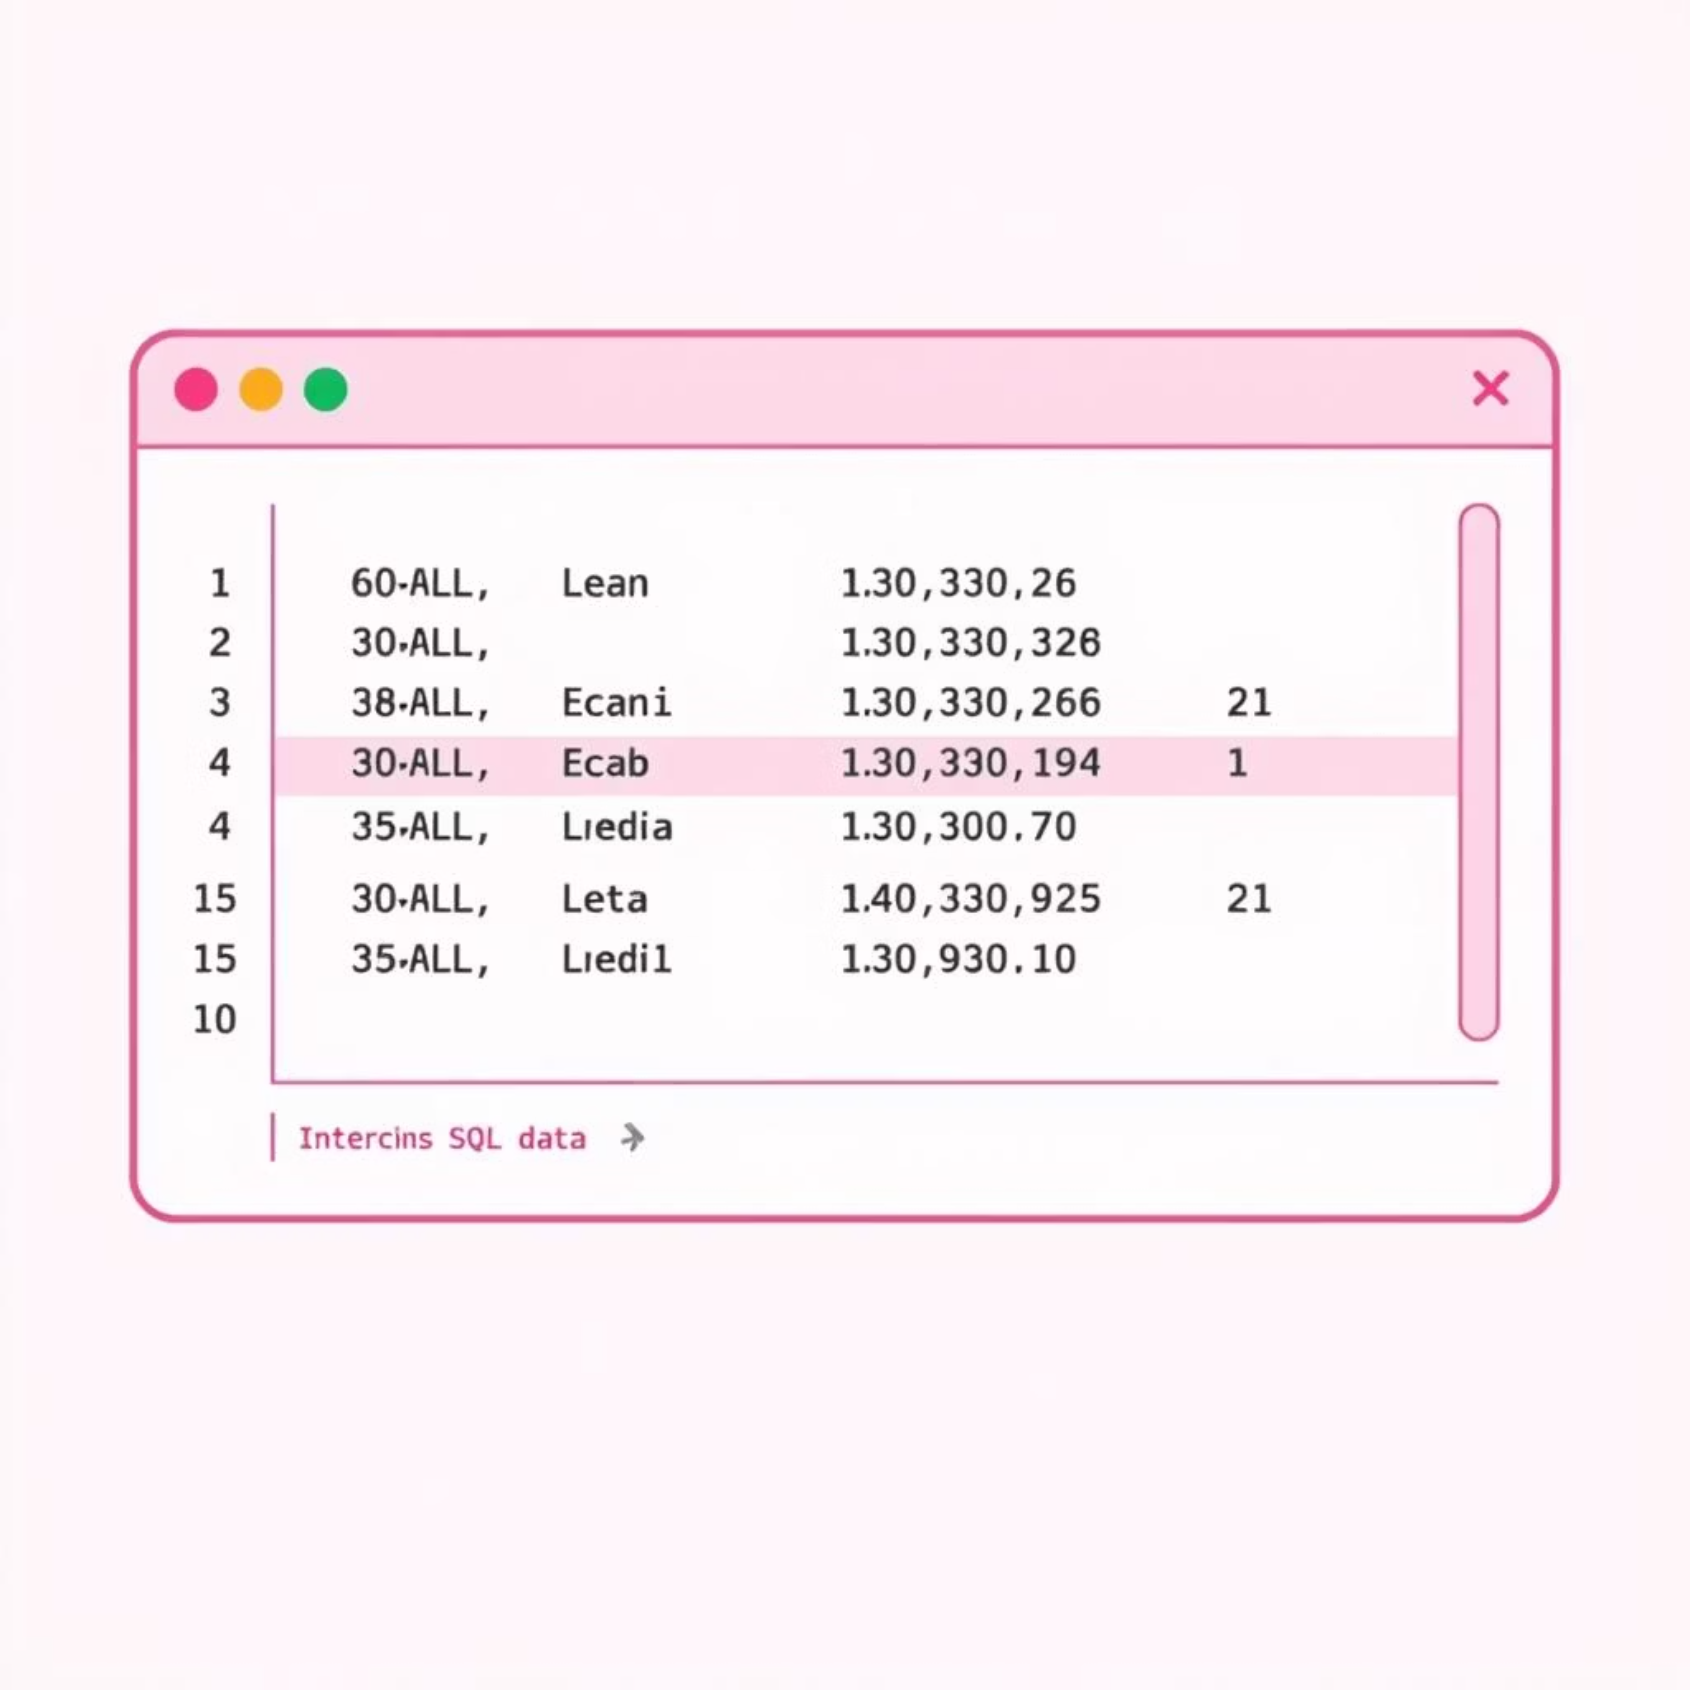 1 60-ALL, Lean 1.30,330,26
2 30-ALL, 1.30,330,326
3 38-ALL, Ecani 1.30,330,266 21
4 30-ALL, Ecab 1.30,330,194 1
4 35-ALL, Lıedia 1.30,300.70
15 30-ALL, Leta 1.40,330,925 21
15 35-ALL, Lıedil 1.30,930.10
10
Intercins SQL data →